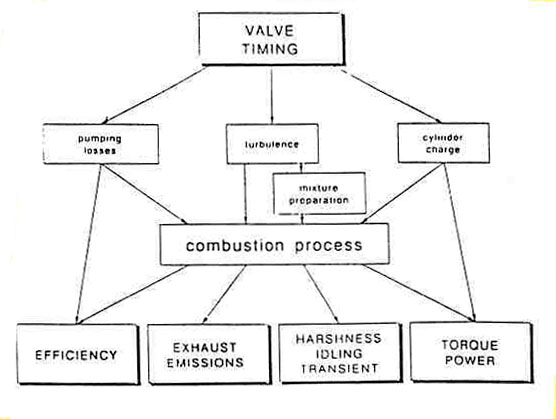 VALVE
TIMING
pumping
losses
turbulence
cylinder
charge
mixture
preparation
combustion process
EFFICIENCY
EXHAUST
EMISSIONS
HARSHNESS
IDLING
TRANSIENT
TORQUE
POWER